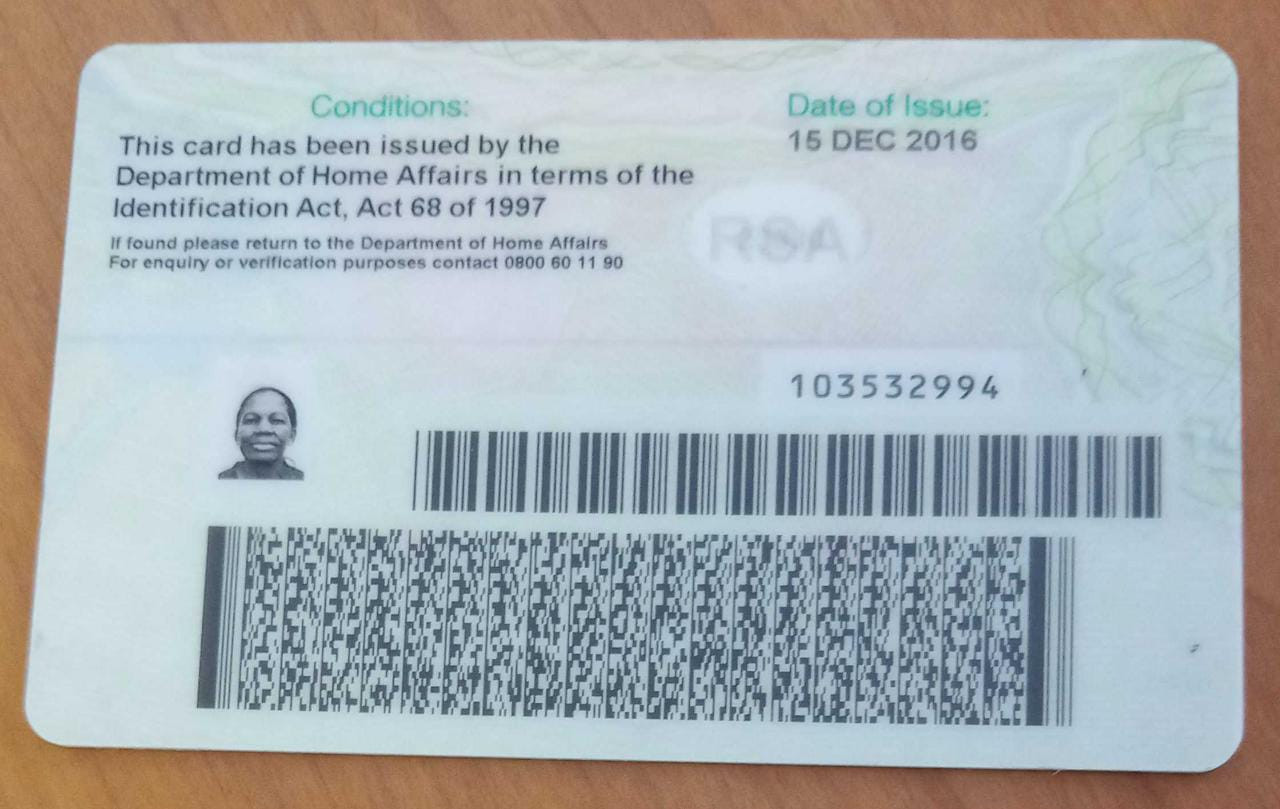 Conditions:
This card has been issued by the
Department of Home Affairs in terms of the
Identification Act, Act 68 of 1997
If found please return to the Department of Home Affairs
For enquiry or verification purposes contact 0800 60 11 90
Date of Issue:
15 DEC 2016
RSA
103532994